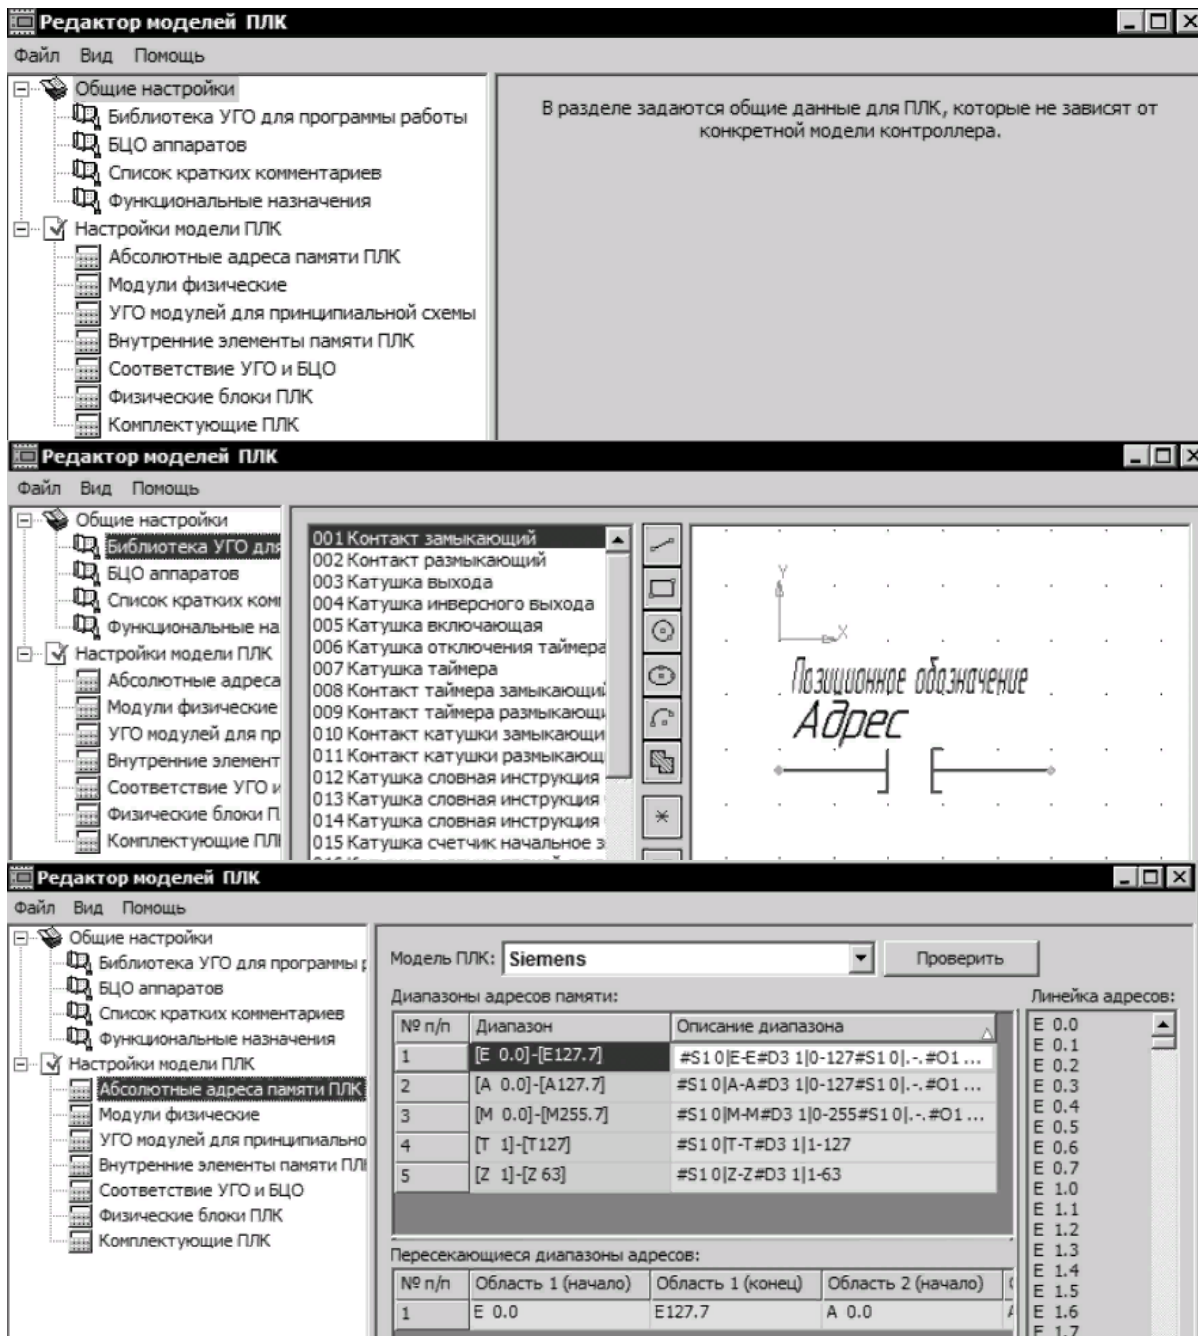 Редактор моделей ПЛК
Файл Вид Помощь
Общие настройки
Библиотека УГО для программы работы
БЦО аппаратов
Список кратких комментариев
Функциональные назначения
Настройки модели ПЛК
Абсолютные адреса памяти ПЛК
Модули физические
УГО модулей для принципиальной схемы
Внутренние элементы памяти ПЛК
Соответствие УГО и БЦО
Физические блоки ПЛК
Комплектующие ПЛК
В разделе задаются общие данные для ПЛК, которые не зависят от
конкретной модели контроллера.
Редактор моделей ПЛК
Файл Вид Помощь
Общие настройки
Библиотека УГО для
БЦО аппаратов
Список кратких ком
Функциональные на
Настройки модели ПЛК
Абсолютные адреса
Модули физические
УГО модулей для пр
Внутренние элемент
Соответствие УГО и
Физические блоки П
Комплектующие ПЛ
001 Контакт замыкающий
002 Контакт размыкающий
003 Катушка выхода
004 Катушка инверсного выхода
005 Катушка включающая
006 Катушка отключения таймера
007 Катушка таймера
008 Контакт таймера замыкающий
009 Контакт таймера размыкающ
010 Контакт катушки замыкающи
011 Контакт катушки размыкающ
012 Катушка словная инструкция
013 Катушка словная инструкция
014 Катушка словная инструкция
015 Катушка счетчик начальное з
Y
X
Позиционное обозначение
Адрес
Редактор моделей ПЛК
Файл Вид Помощь
Общие настройки
Библиотека УГО для программы р
БЦО аппаратов
Список кратких комментариев
Функциональные назначения
Настройки модели ПЛК
Абсолютные адреса памяти ПЛК
Модули физические
УГО модулей для принципиально
Внутренние элементы памяти ПЛ
Соответствие УГО и БЦО
Физические блоки ПЛК
Комплектующие ПЛК
Модель ПЛК: Siemens Проверить
Диапазоны адресов памяти:
№ п/п Диапазон Описание диапазона
1 [E 0.0]-[E127.7] #S1 0|E-E#D3 1|0-127#S1 0|.-.#O1 ...
2 [A 0.0]-[A127.7] #S1 0|A-A#D3 1|0-127#S1 0|.-.#O1 ...
3 [M 0.0]-[M255.7] #S1 0|M-M#D3 1|0-255#S1 0|.-.#O1 ...
4 [T 1]-[T127] #S1 0|T-T#D3 1|1-127
5 [Z 1]-[Z 63] #S1 0|Z-Z#D3 1|1-63
Пересекающиеся диапазоны адресов:
№ п/п Область 1 (начало) Область 1 (конец) Область 2 (начало)
1 E 0.0 E127.7 A 0.0
Линейка адресов:
E 0.0
E 0.1
E 0.2
E 0.3
E 0.4
E 0.5
E 0.6
E 0.7
E 1.0
E 1.1
E 1.2
E 1.3
E 1.4
E 1.5
E 1.6
E 1.7